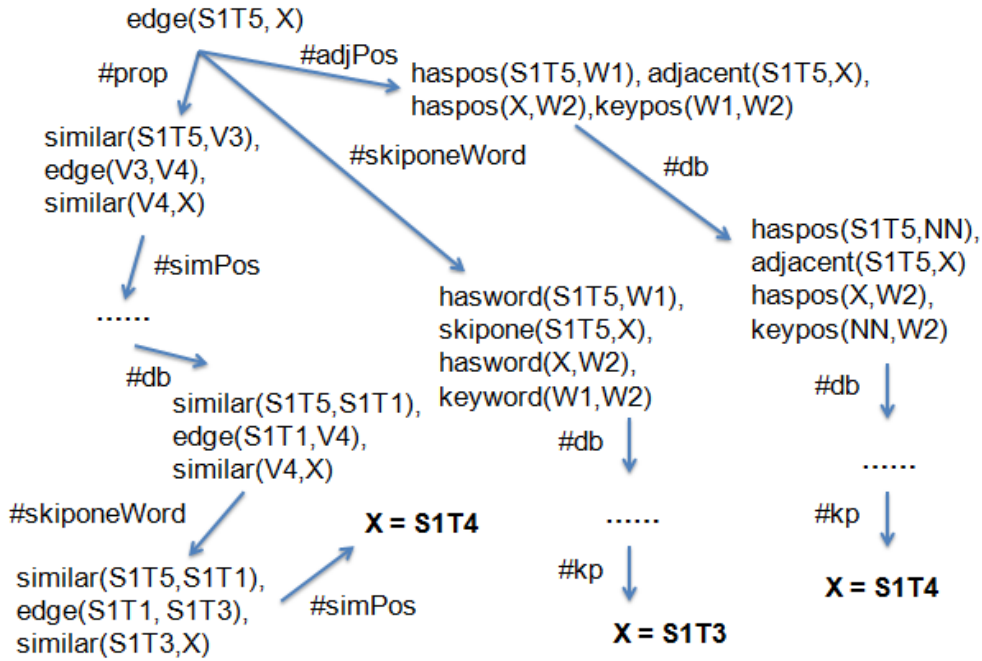 edge(S1T5, X)
#prop
#adjPos
haspos(S1T5,W1), adjacent(S1T5,X),
haspos(X,W2),keypos(W1,W2)
similar(S1T5,V3),
edge(V3,V4),
similar(V4,X)
#skiponeWord
#db
haspos(S1T5,NN),
adjacent(S1T5,X)
haspos(X,W2),
keypos(NN,W2)
#simPos
......
hasword(S1T5,W1),
skipone(S1T5,X),
hasword(X,W2),
keyword(W1,W2)
#db
similar(S1T5,S1T1),
edge(S1T1,V4),
similar(V4,X)
#db
#db
......
#skiponeWord
X = S1T4
......
#kp
similar(S1T5,S1T1),
edge(S1T1, S1T3),
similar(S1T3,X)
#simPos
#kp
X = S1T4
X = S1T3